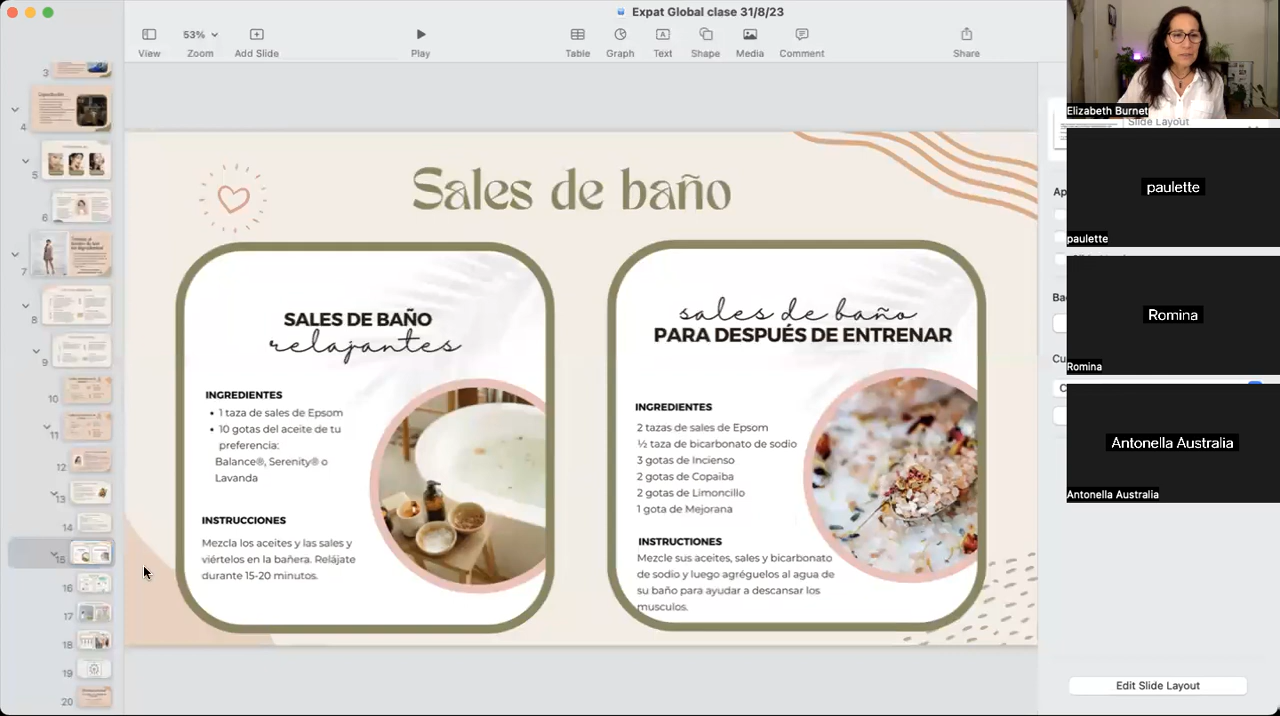 Expat Global clase 31/8/23
53%
View
Zoom
Add Slide
Play
Table
Graph
Text
Shape
Media
Comment
Share
3
4
5
6
7
8
9
10
11
12
13
14
15
16
17
18
19
20
Sales de baño
SALES DE BAÑO
relajantes
INGREDIENTES
• 1 taza de sales de Epsom
• 10 gotas del aceite de tu
preferencia:
Balance®, Serenity® o
Lavanda
INSTRUCCIONES
Mezcla los aceites y las sales y
viértelos en la bañera. Relájate
durante 15-20 minutos.
sales de baño
PARA DESPUÉS DE ENTRENAR
INGREDIENTES
2 tazas de sales de Epsom
½ taza de bicarbonato de sodio
3 gotas de Incienso
2 gotas de Copaiba
2 gotas de Limoncillo
1 gota de Mejorana
INSTRUCTIONES
Mezcle sus aceites, sales y bicarbonato
de sodio y luego agréguelos al agua de
su baño para ayudar a descansar los
musculos.
Elizabeth Burnet
Slide Layout
paulette
paulette
Romina
Romina
Antonella Australia
Antonella Australia
Edit Slide Layout